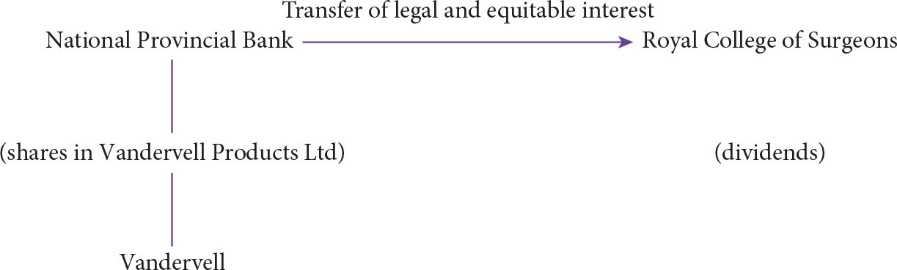 Transfer of legal and equitable interest
National Provincial Bank
Royal College of Surgeons
(shares in Vandervell Products Ltd)
(dividends)
Vandervell